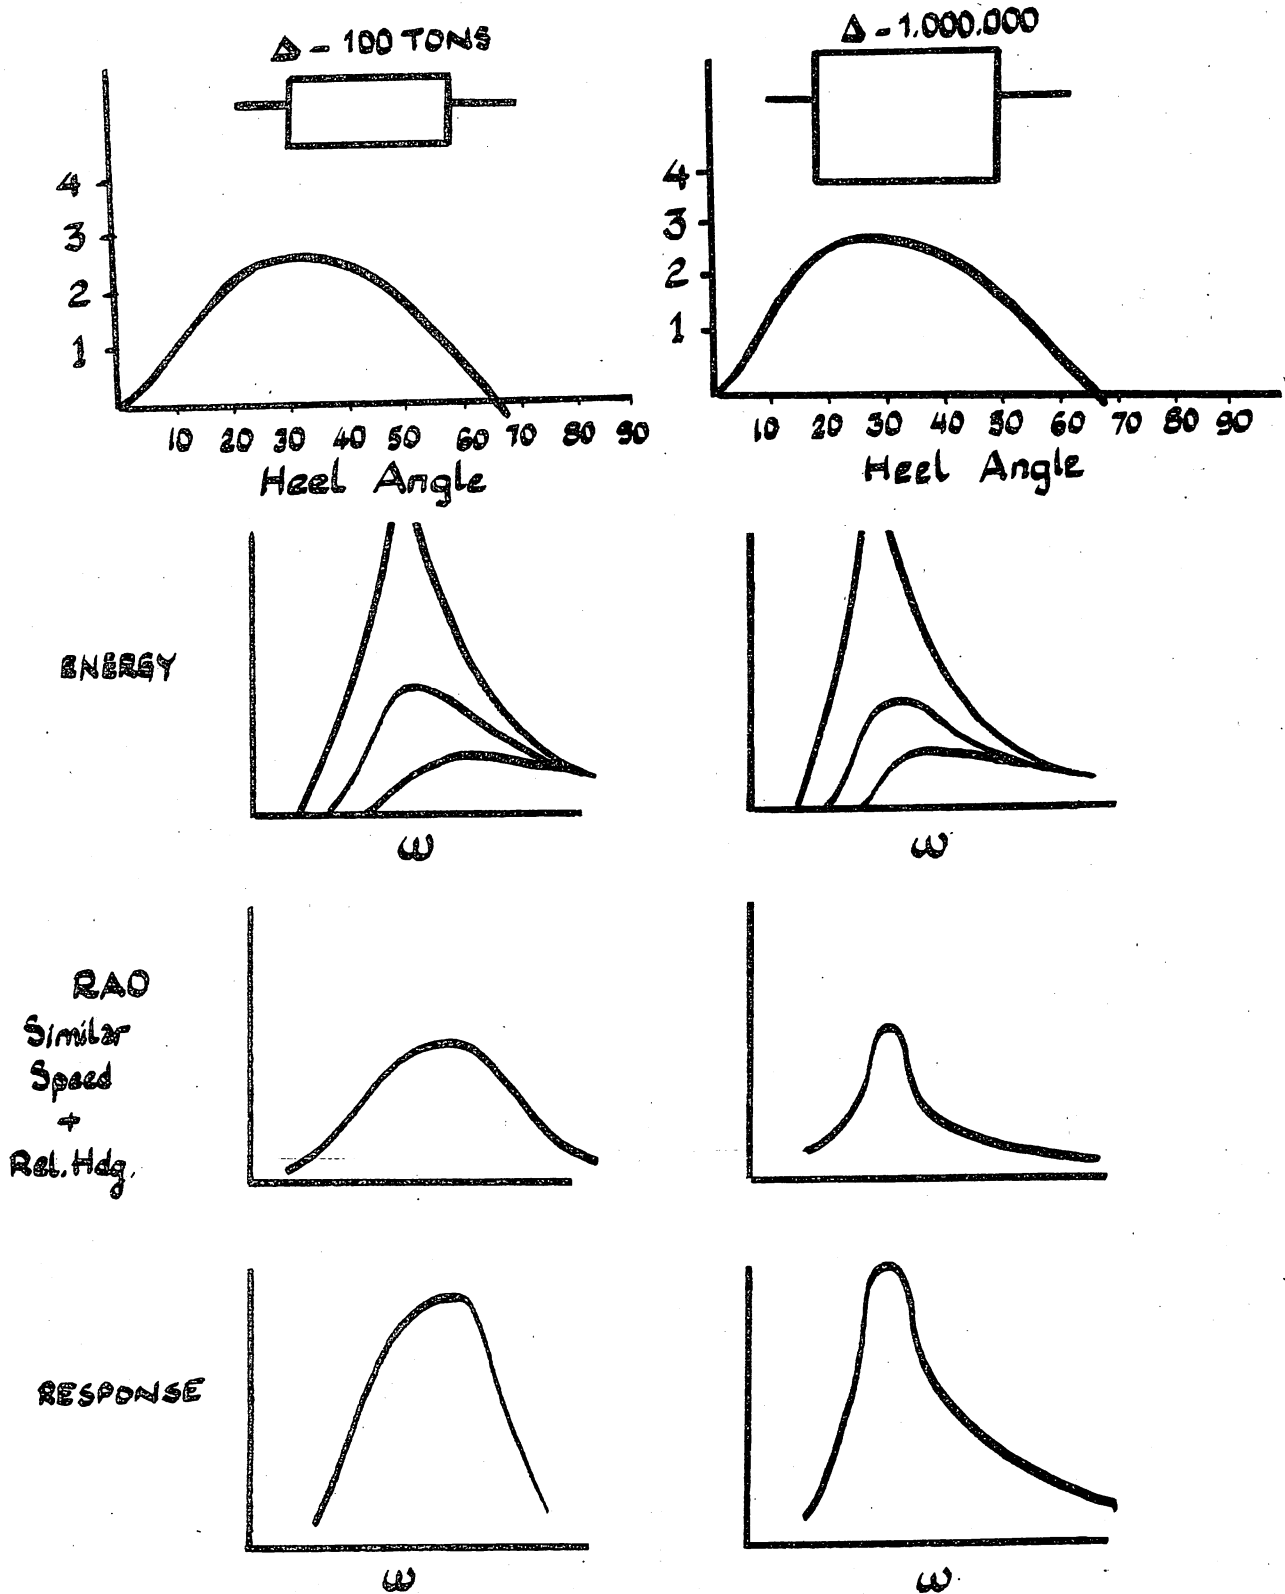 Δ - 100 TONS
4
3
2
1
10 20 30 40 50 60 70 80 90
Heel Angle
Δ - 1.000.000
4
3
2
1
10 20 30 40 50 60 70 80 90
Heel Angle
ENERGY
ω
ω
RAO
Similar
Speed
+
Rel. Hdg.
RESPONSE
ω
ω